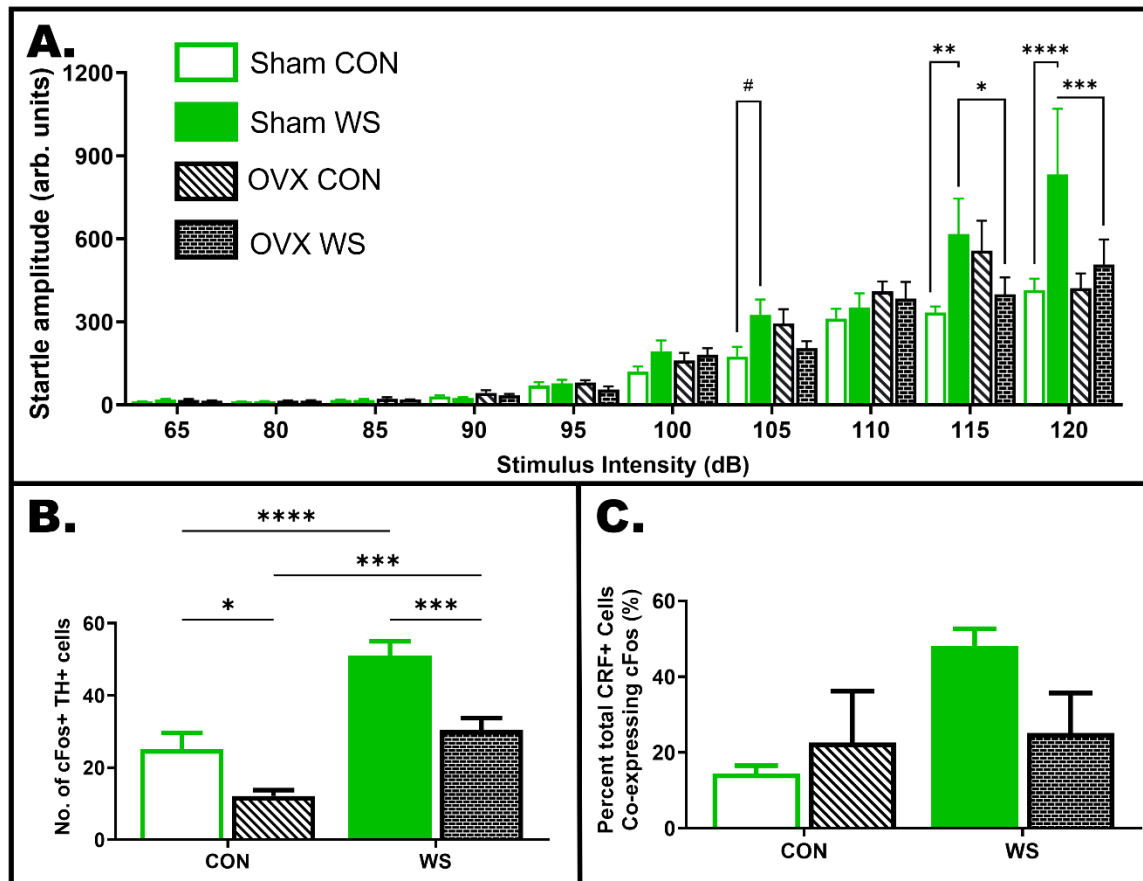 A.
Sham CON
Sham WS
OVX CON
OVX WS
Startle amplitude (arb. units)
1200
900
600
300
0
#
**
*
****
***
65 80 85 90 95 100 105 110 115 120
Stimulus Intensity (dB)
B.
No. of cFos+ TH+ cells
60
40
20
0
****
***
*
***
CON WS
C.
Percent total CRF+ Cells
Co-expressing cFos (%)
60
40
20
0
CON WS